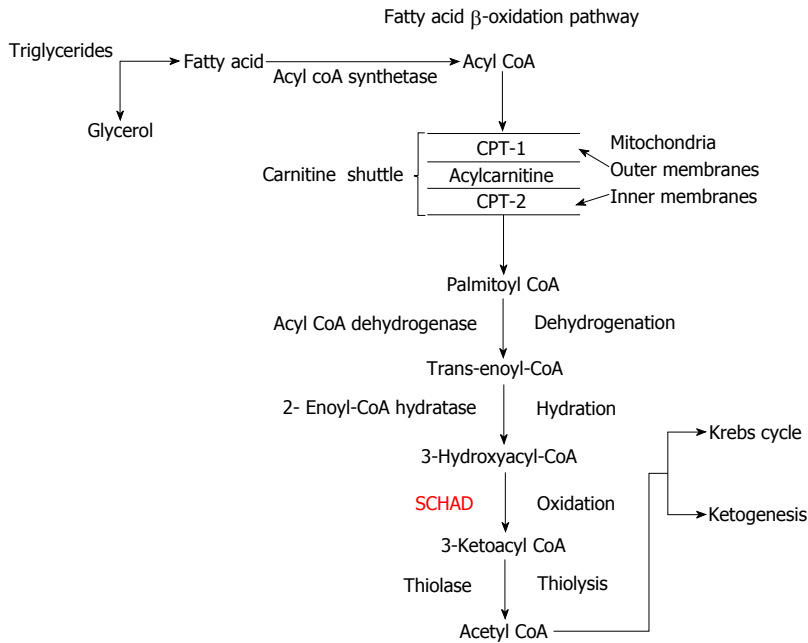 Fatty acid β-oxidation pathway
Triglycerides
Fatty acid
Acyl coA synthetase
Acyl CoA
Glycerol
Carnitine shuttle
CPT-1
Acylcarnitine
CPT-2
Mitochondria
Outer membranes
Inner membranes
Palmitoyl CoA
Acyl CoA dehydrogenase
Dehydrogenation
Trans-enoyl-CoA
2- Enoyl-CoA hydratase
Hydration
3-Hydroxyacyl-CoA
SCHAD
Oxidation
3-Ketoacyl CoA
Thiolase
Thiolysis
Acetyl CoA
Krebs cycle
Ketogenesis